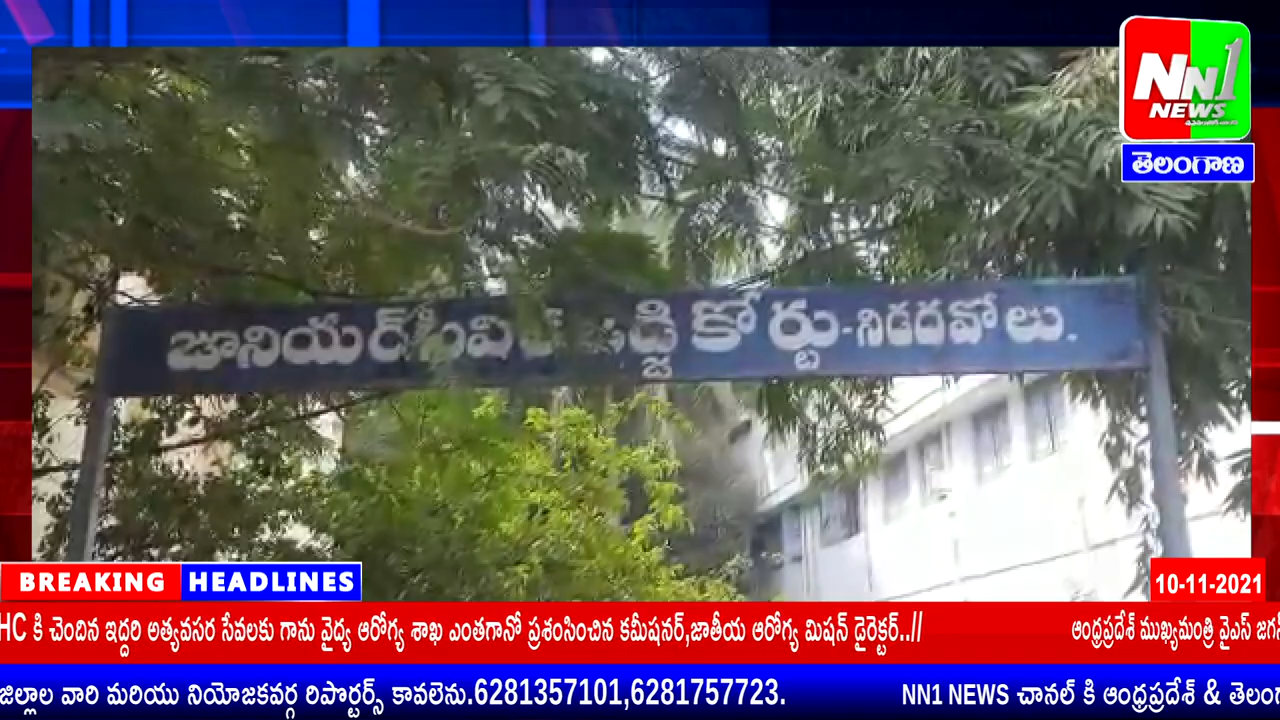 NN1
NEWS
తెలంగాణ
జూనియర్ సివిల్ జడ్జి కోర్టు-నిడదవోలు.
BREAKING HEADLINES
10-11-2021
HC కి చెందిన ఇద్దరి అత్యవసర సేవలకు గాను వైద్య ఆరోగ్య శాఖ ఎంతగానో ప్రశంసించిన కమీషనర్,జాతీయ ఆరోగ్య మిషన్ డైరెక్టర్..// ఆంధ్రప్రదేశ్ ముఖ్యమంత్రి వైఎస్ జగన్
జిల్లాల వారి మరియు నియోజకవర్గ రిపొర్టర్స్ కావలెను.6281357101,6281757723. NN1 NEWS చానల్ కి ఆంధ్రప్రదేశ్ & తెలంగా